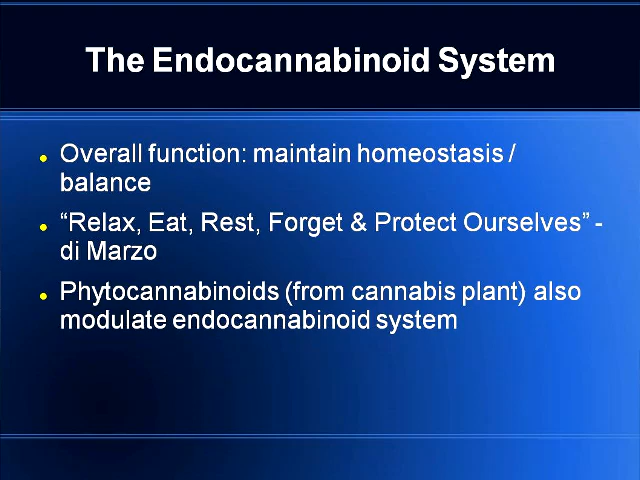 The Endocannabinoid System
Overall function: maintain homeostasis /
balance
“Relax, Eat, Rest, Forget & Protect Ourselves” -
di Marzo
Phytocannabinoids (from cannabis plant) also
modulate endocannabinoid system